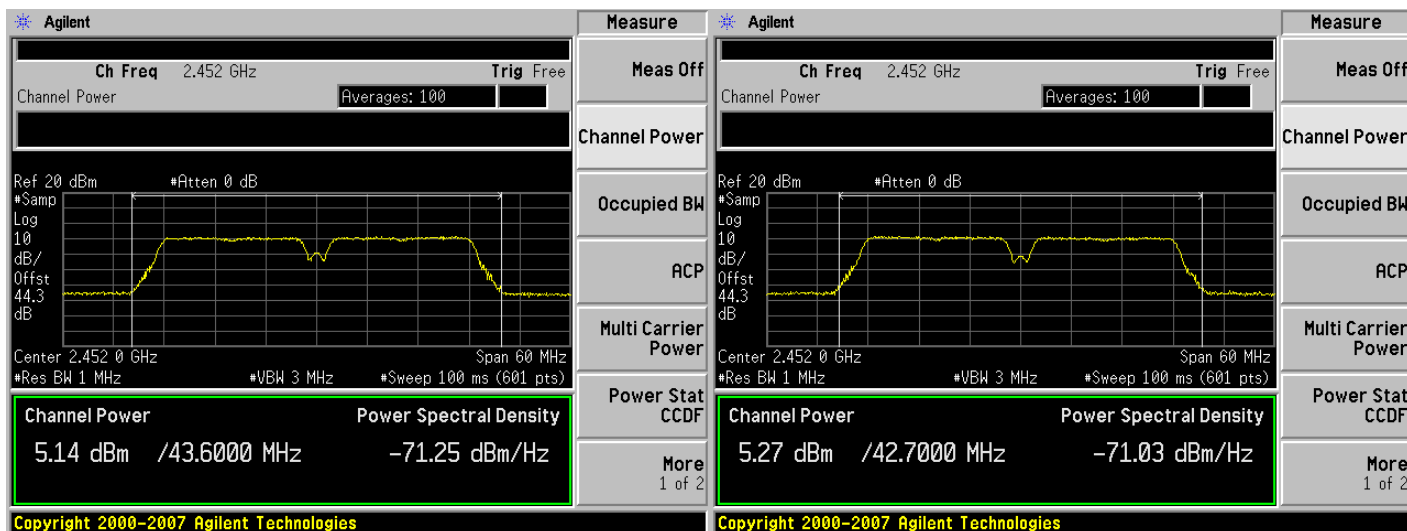 Agilent
Measure
Ch Freq 2.452 GHz Trig Free
Channel Power Averages: 100
Ref 20 dBm #Atten 0 dB
#Samp
Log
10
dB/
Offst
44.3
dB
Center 2.452 0 GHz Span 60 MHz
#Res BW 1 MHz #VBW 3 MHz #Sweep 100 ms (601 pts)
Channel Power Power Spectral Density
5.14 dBm /43.6000 MHz -71.25 dBm/Hz
Copyright 2000-2007 Agilent Technologies
Meas Off
Channel Power
Occupied BW
ACP
Multi Carrier
Power
Power Stat
CCDF
More
1 of 2
Agilent
Measure
Ch Freq 2.452 GHz Trig Free
Channel Power Averages: 100
Ref 20 dBm #Atten 0 dB
#Samp
Log
10
dB/
Offst
44.3
dB
Center 2.452 0 GHz Span 60 MHz
#Res BW 1 MHz #VBW 3 MHz #Sweep 100 ms (601 pts)
Channel Power Power Spectral Density
5.27 dBm /42.7000 MHz -71.03 dBm/Hz
Copyright 2000-2007 Agilent Technologies
Meas Off
Channel Power
Occupied BW
ACP
Multi Carrier
Power
Power Stat
CCDF
More
1 of 2